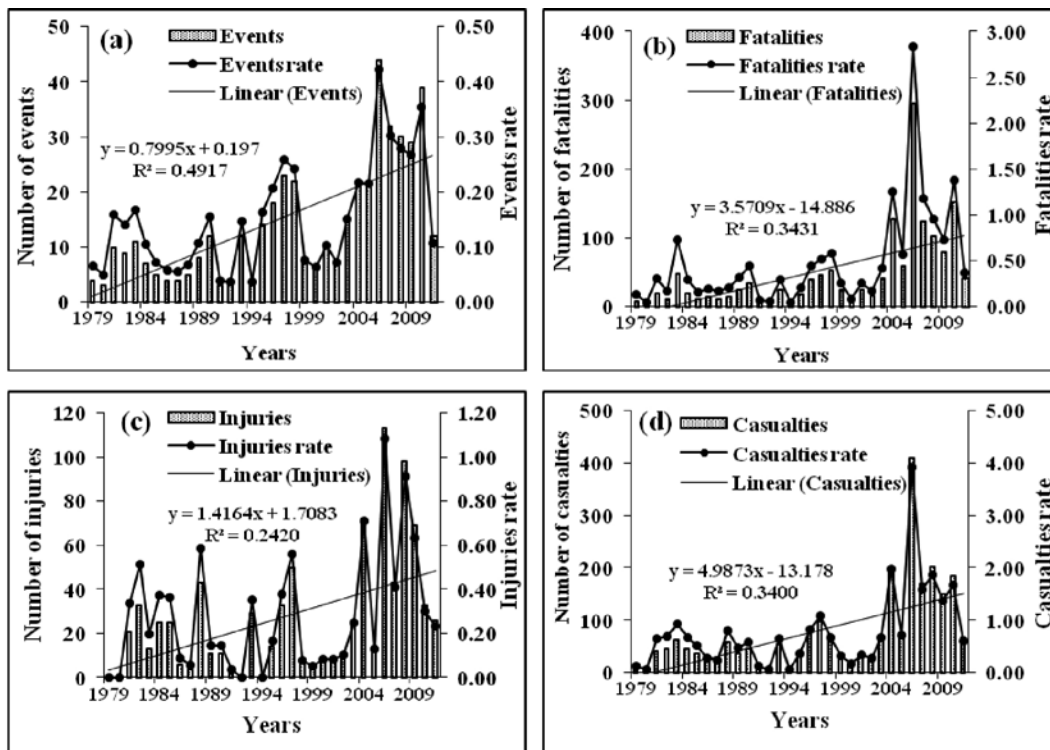 (a)
Events
Events rate
Linear (Events)
y = 0.7995x + 0.197
R² = 0.4917
Number of events
50
40
30
20
10
0
0.50
0.40
0.30
0.20
0.10
0.00
Events rate
1979 1984 1989 1994 1999 2004 2009
Years
(b)
Fatalities
Fatalities rate
Linear (Fatalities)
y = 3.5709x - 14.886
R² = 0.3431
Number of fatalities
400
300
200
100
0
3.00
2.50
2.00
1.50
1.00
0.50
0.00
Fatalities rate
1979 1984 1989 1994 1999 2004 2009
Years
(c)
Injuries
Injuries rate
Linear (Injuries)
y = 1.4164x + 1.7083
R² = 0.2420
Number of injuries
120
100
80
60
40
20
0
1.20
1.00
0.80
0.60
0.40
0.20
0.00
Injuries rate
1979 1984 1989 1994 1999 2004 2009
Years
(d)
Casualties
Casualties rate
Linear (Casualties)
y = 4.9873x - 13.178
R² = 0.3400
Number of casualties
500
400
300
200
100
0
5.00
4.00
3.00
2.00
1.00
0.00
Casualties rate
1979 1984 1989 1994 1999 2004 2009
Years